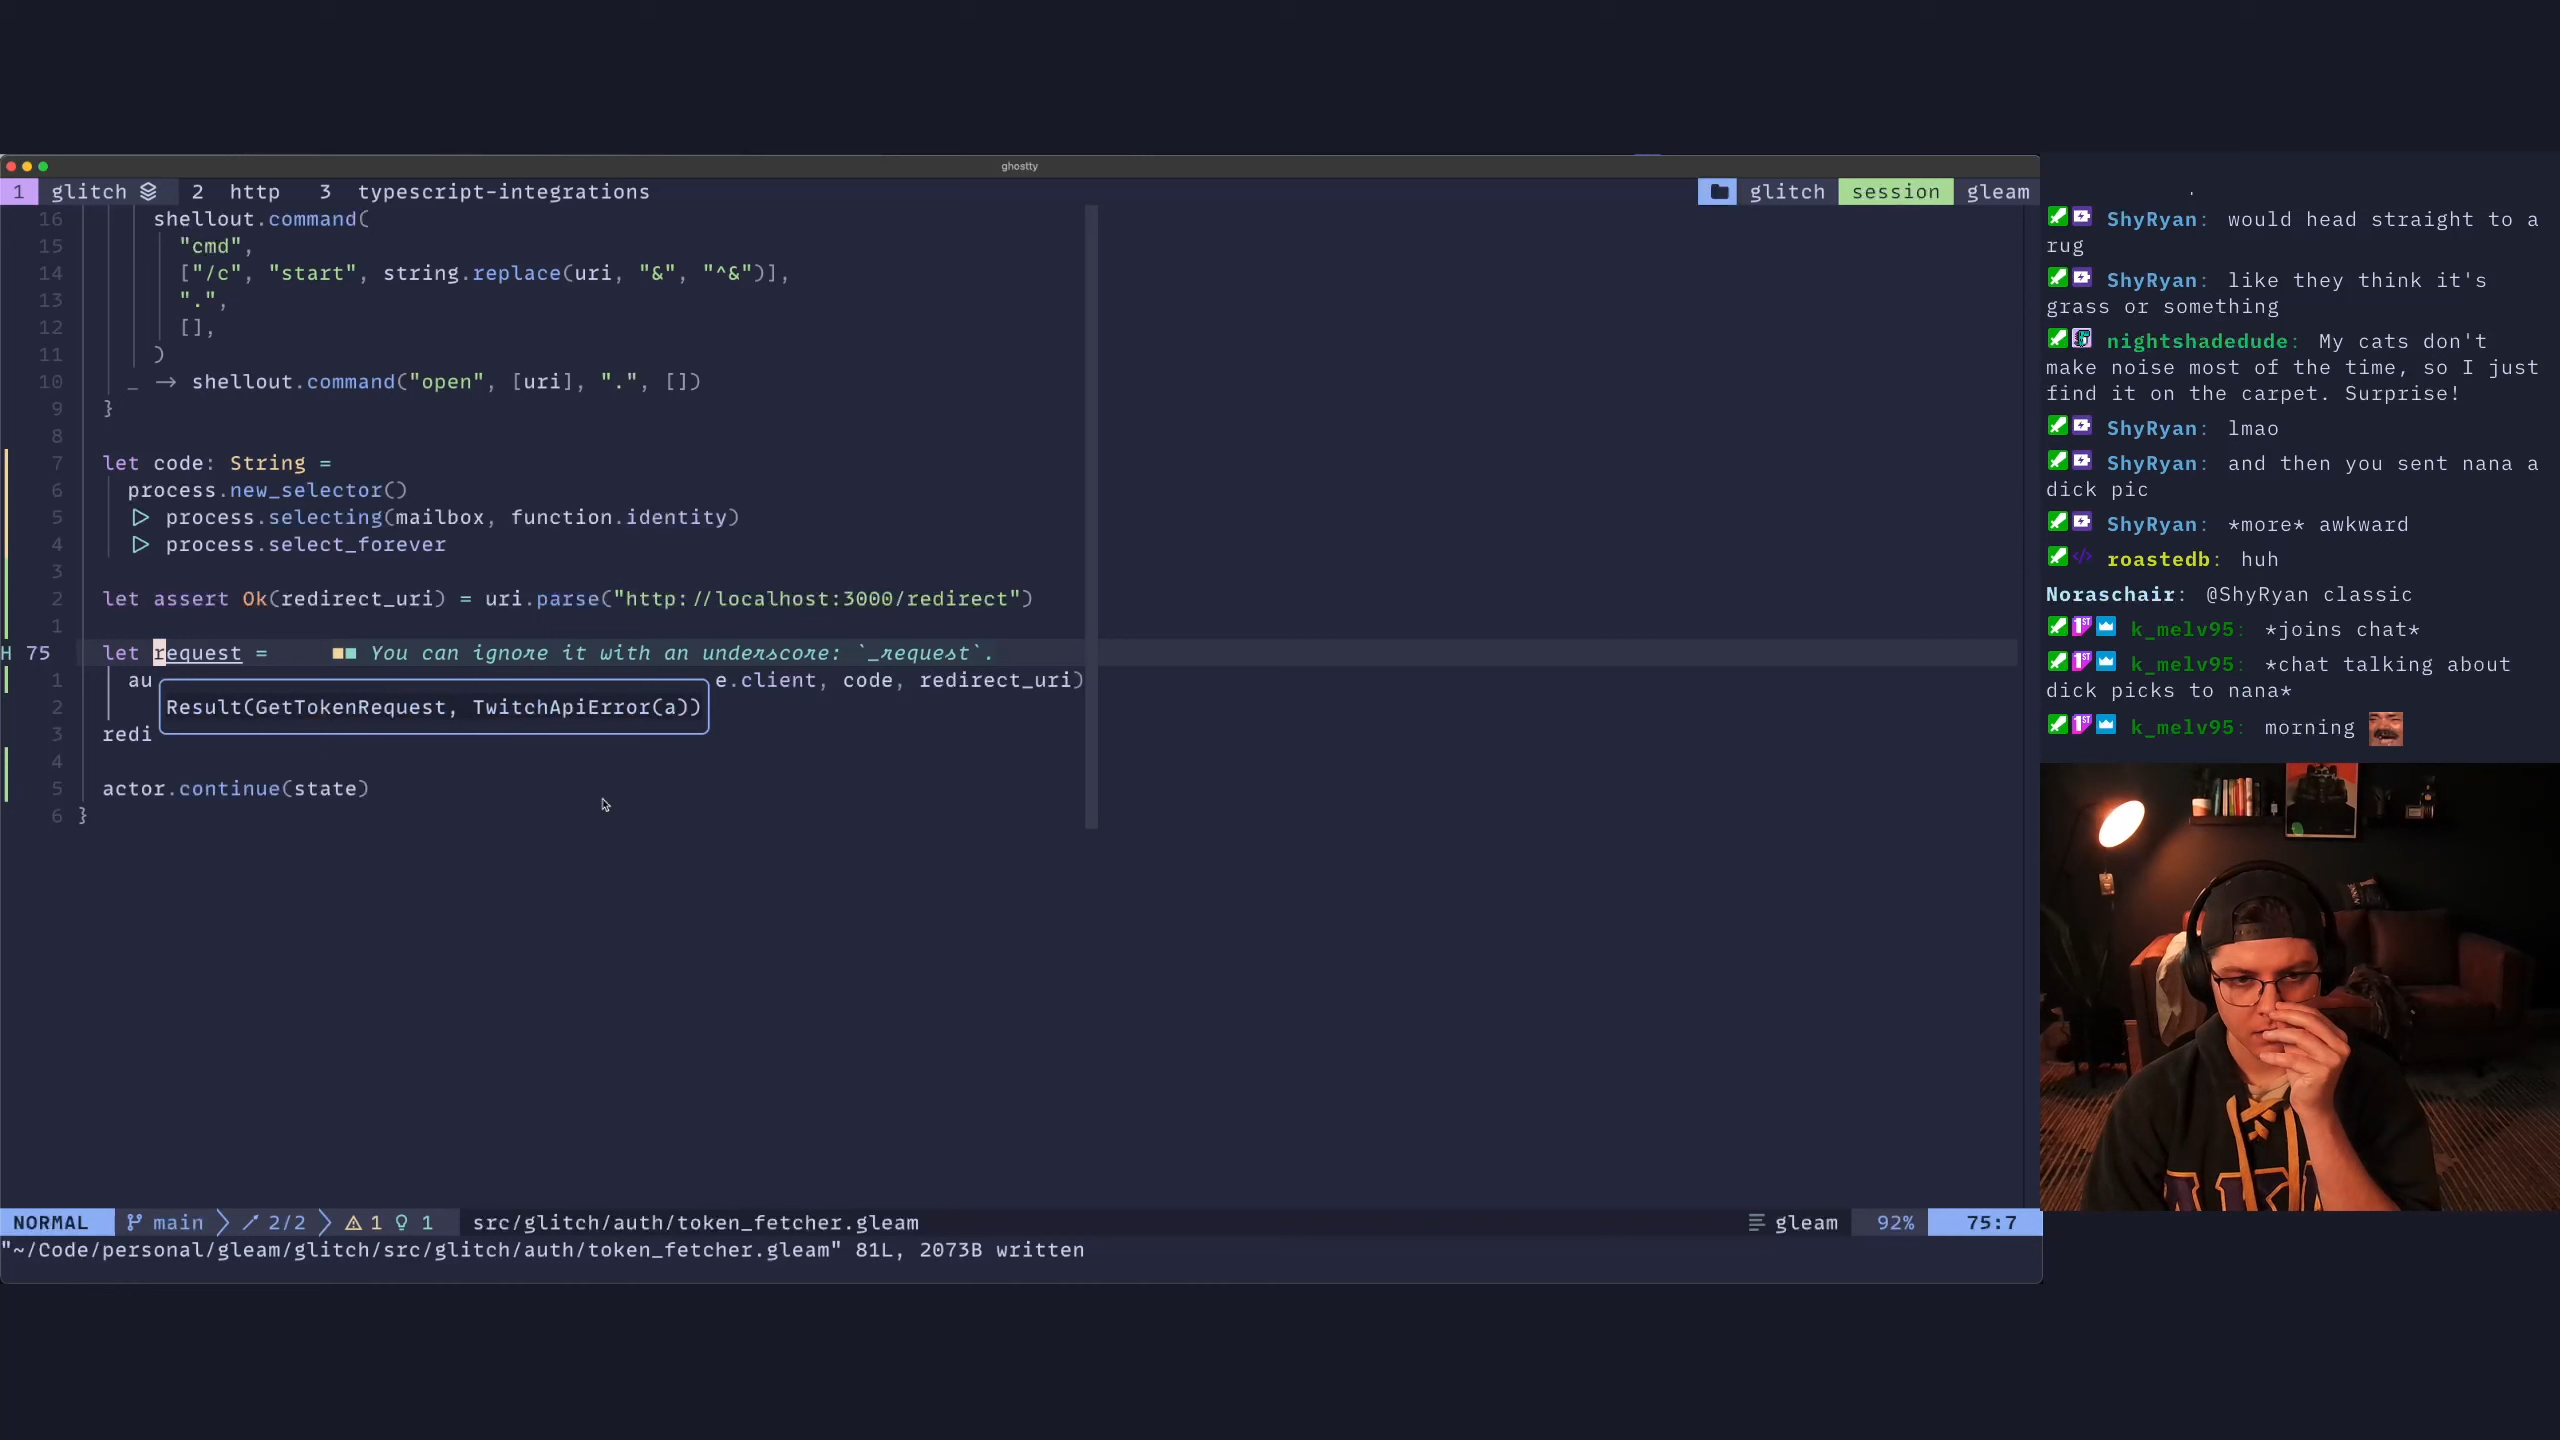 ghostty
1 glitch 2 http 3 typescript-integrations glitch session gleam
16 shellout.command(
15 "cmd",
14 ["/c", "start", string.replace(uri, "&", "^&")],
13 ".",
12 [],
11 )
10 _ -> shellout.command("open", [uri], ".", [])
9 }
8
7 let code: String =
6 process.new_selector()
5 |> process.selecting(mailbox, function.identity)
4 |> process.select_forever
3
2 let assert Ok(redirect_uri) = uri.parse("http://localhost:3000/redirect")
1
H 75 let request = ■■ You can ignore it with an underscore: `_request`.
1 au e.client, code, redirect_uri)
2 Result(GetTokenRequest, TwitchApiError(a))
3 redi
4
5 actor.continue(state)
6 }
NORMAL main 2/2 1 1 src/glitch/auth/token_fetcher.gleam gleam 92% 75:7
"~/Code/personal/gleam/glitch/src/glitch/auth/token_fetcher.gleam" 81L, 2073B written
ShyRyan: would head straight to a
rug
ShyRyan: like they think it's
grass or something
nightshadedude: My cats don't
make noise most of the time, so I just
find it on the carpet. Surprise!
ShyRyan: lmao
ShyRyan: and then you sent nana a
dick pic
ShyRyan: *more* awkward
roastedb: huh
Noraschair: @ShyRyan classic
k_melv95: *joins chat*
k_melv95: *chat talking about
dick picks to nana*
k_melv95: morning